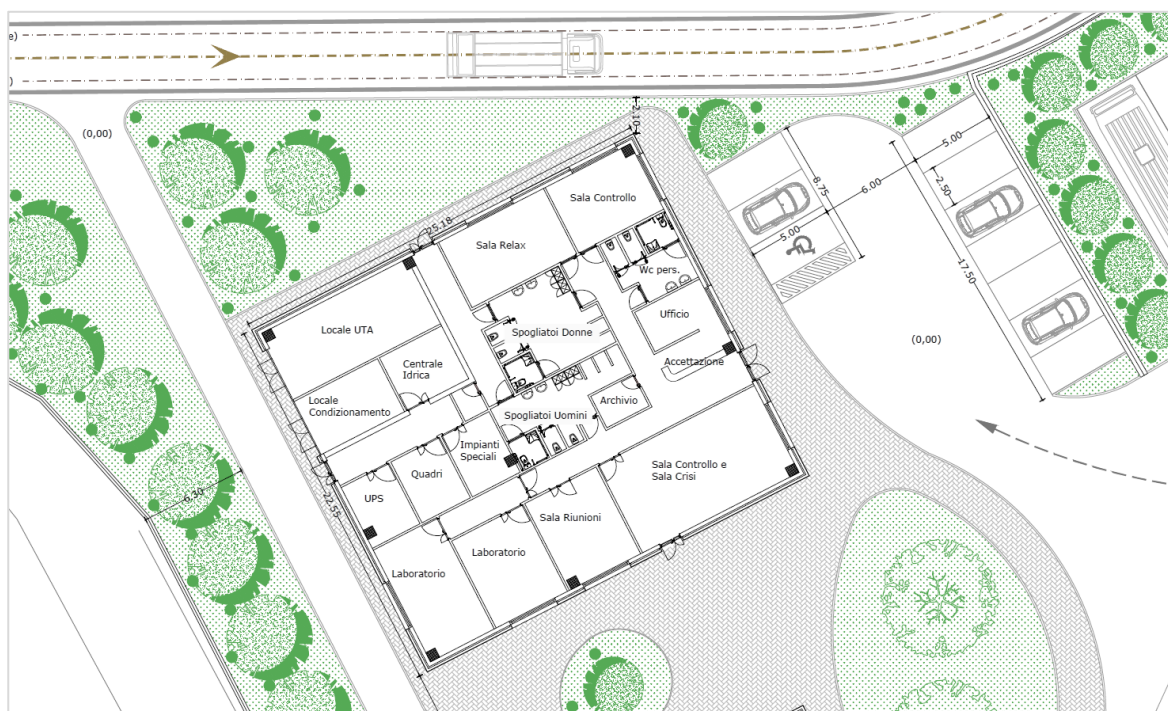 e)
)
(0,00)
2.10
25.18
Sala Controllo
Sala Relax
Wc pers.
Ufficio
Locale UTA
Spogliatoi Donne
Accettazione
Centrale
Idrica
Locale
Condizionamento
Archivio
Spogliatoi Uomini
Impianti
Speciali
Quadri
UPS
Sala Controllo e
Sala Crisi
Sala Riunioni
Laboratorio
Laboratorio
22.55
6.30
8.75
6.00
5.00
5.00
2.50
17.50
(0,00)